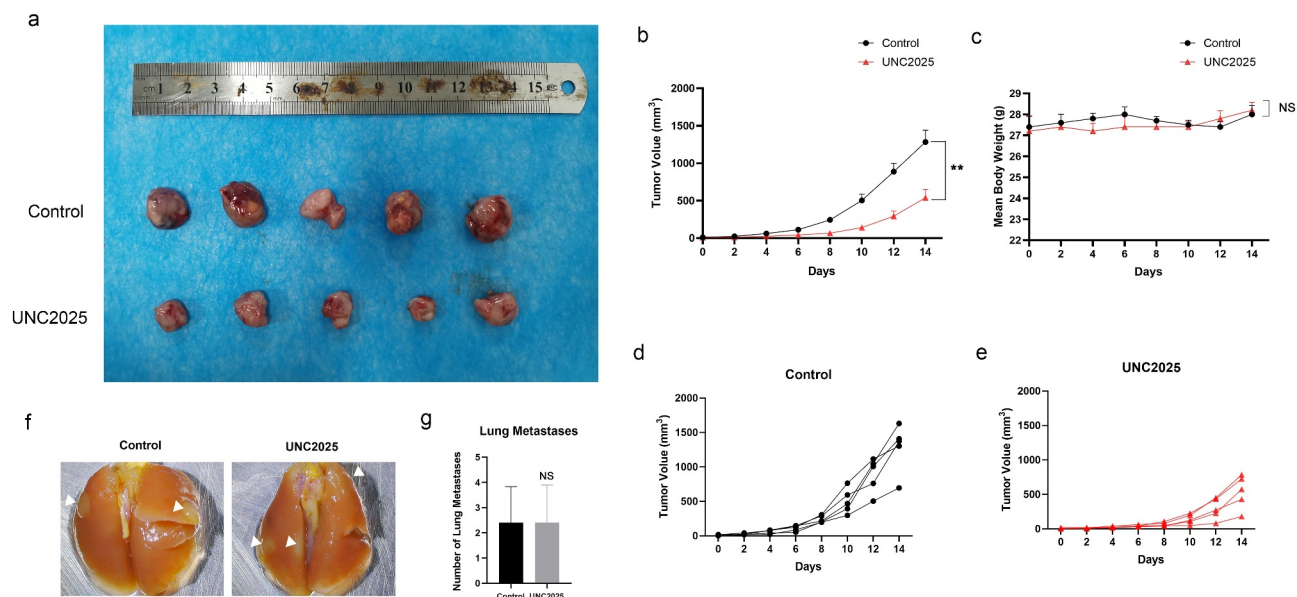 a
cm 1 2 3 4 5 6 7 8 9 10 11 12 13 14 15
Control
UNC2025
b
Control
UNC2025
Tumor Volue (mm3)
2000
1500
1000
500
0
**
0 2 4 6 8 10 12 14
Days
c
Control
UNC2025
Mean Body Weight (g)
29
28
27
26
25
24
23
22
NS
0 2 4 6 8 10 12 14
Days
d
Control
Tumor Volue (mm3)
2000
1500
1000
500
0
0 2 4 6 8 10 12 14
Days
e
UNC2025
Tumor Volue (mm3)
2000
1500
1000
500
0
0 2 4 6 8 10 12 14
Days
f
Control
UNC2025
g
Lung Metastases
Number of Lung Metastases
5
4
3
2
1
0
NS
Control UNC2025